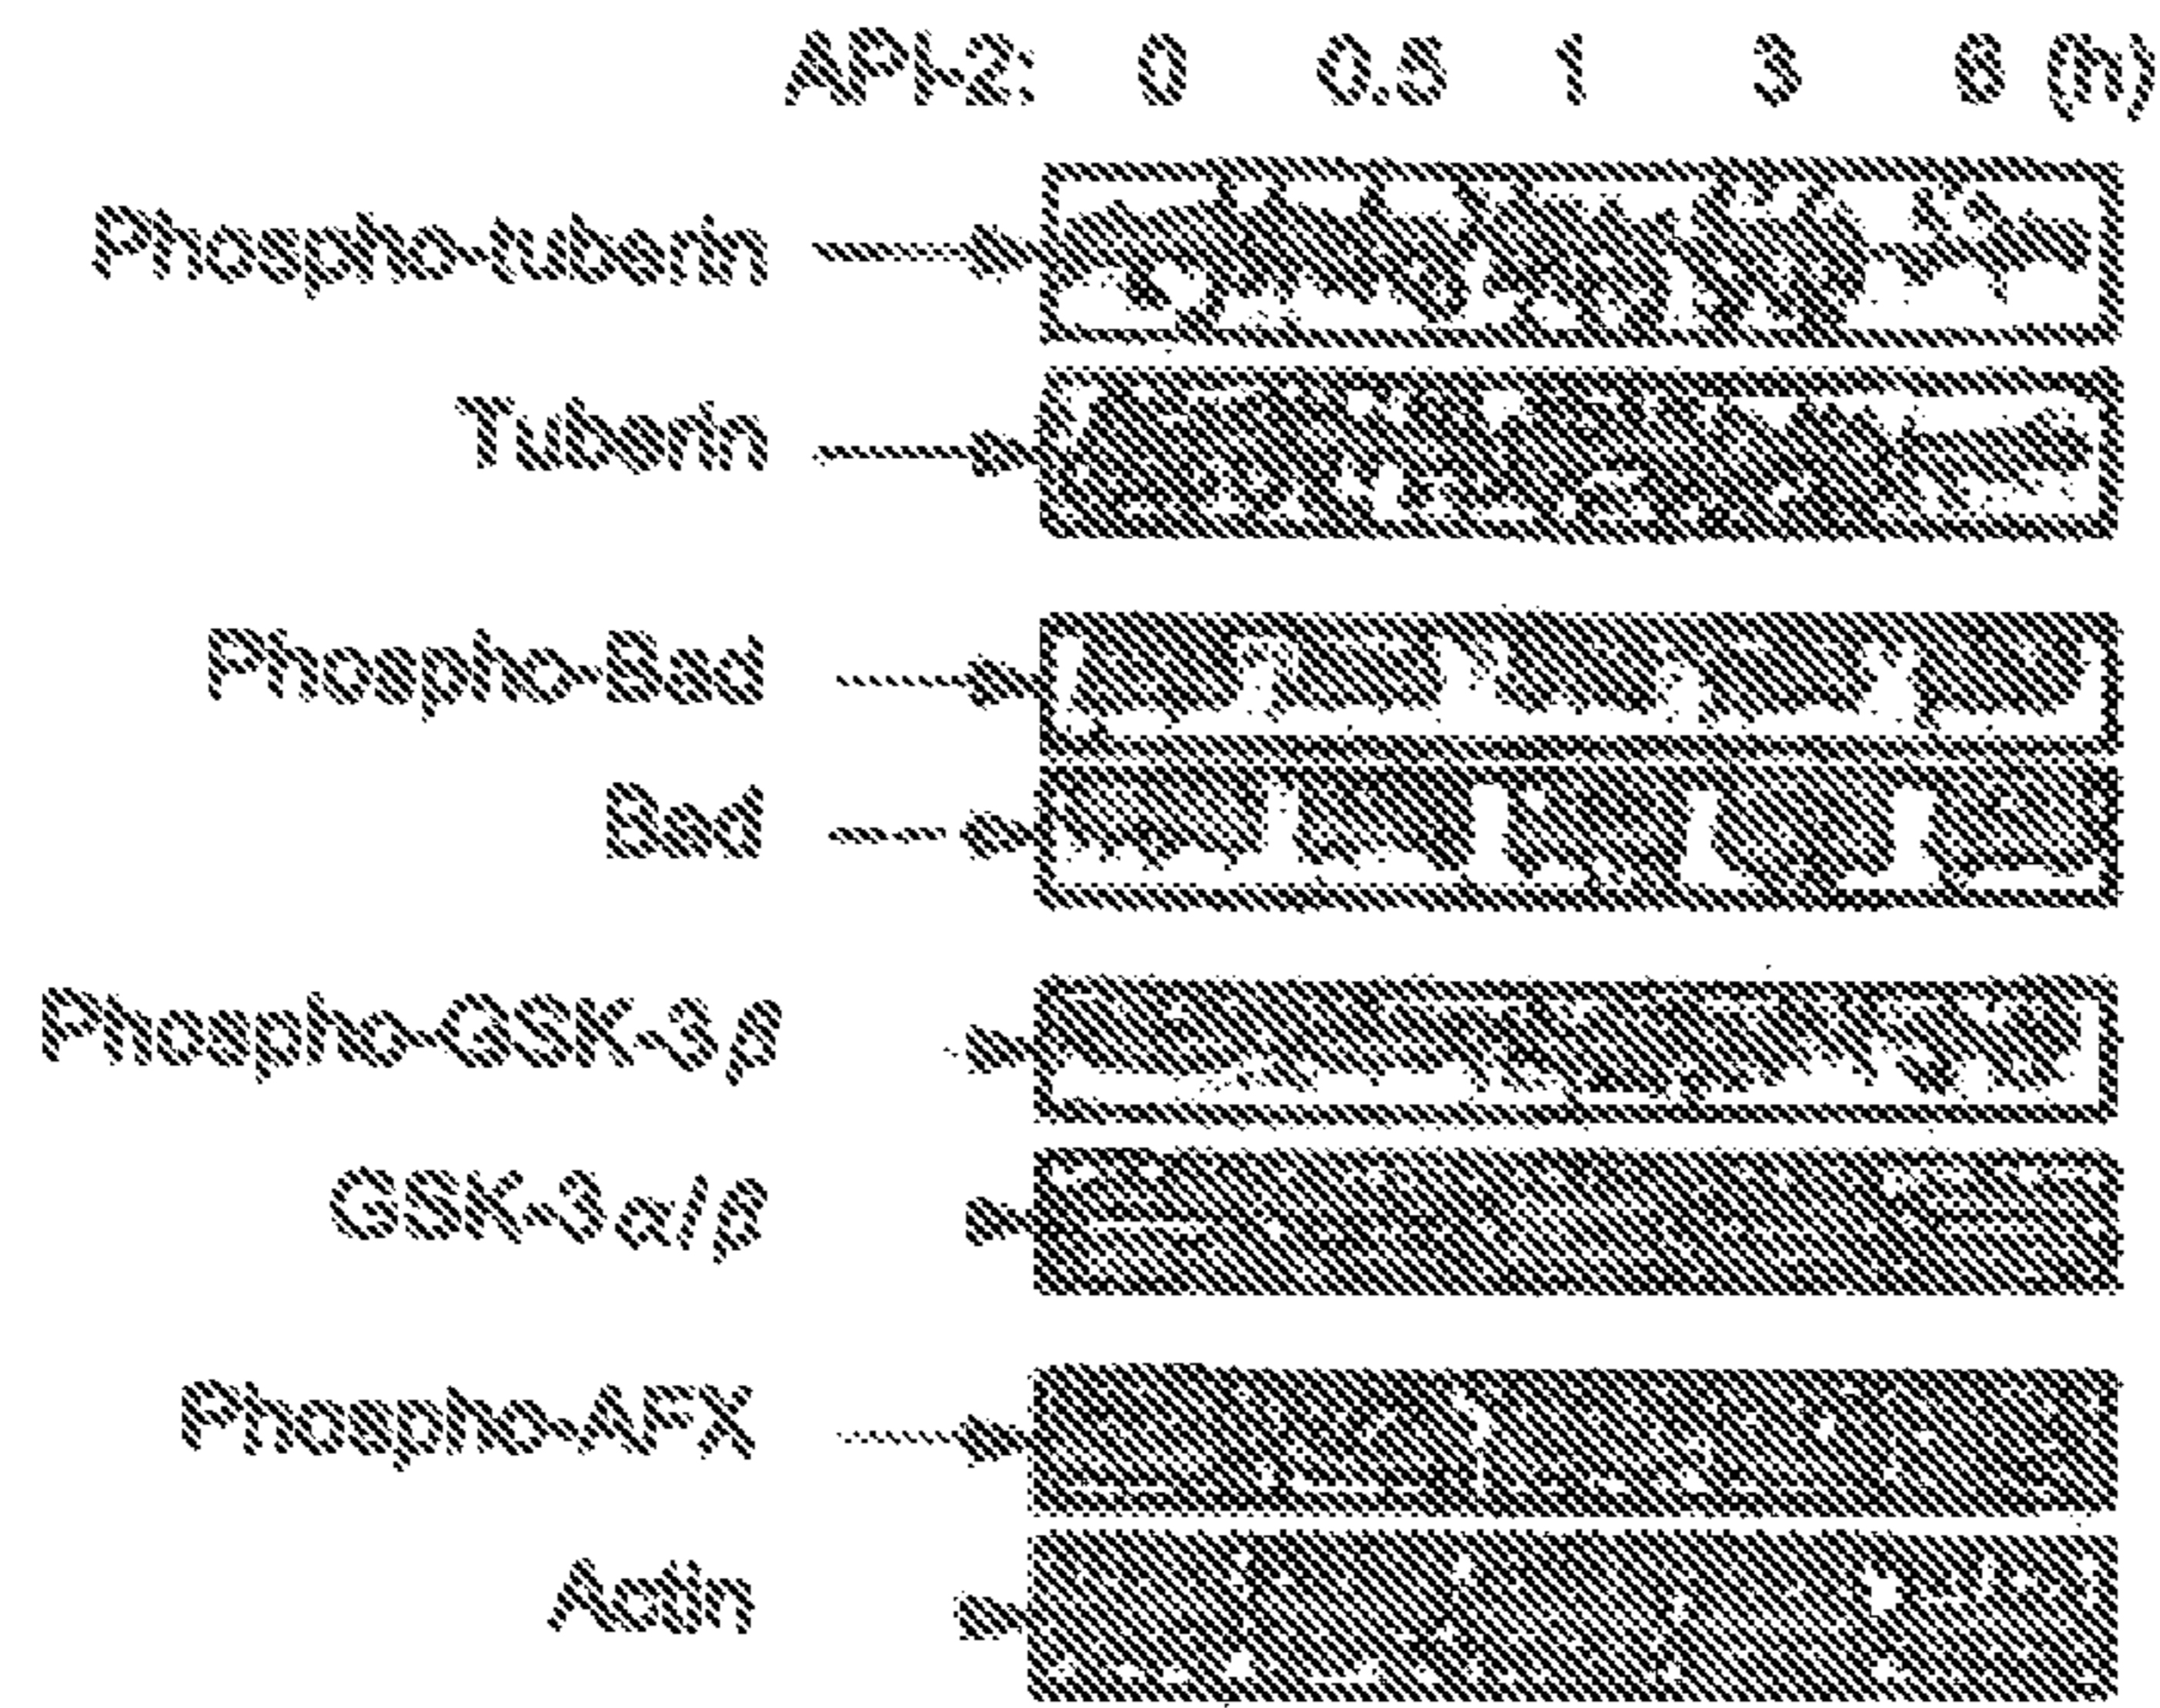 API-2: 0 0.5 1 3 6 (h)
Phospho-tuberin
Tuberin
Phospho-Bad
Bad
Phospho-GSK-3β
GSK-3α/β
Phospho-AFX
Actin